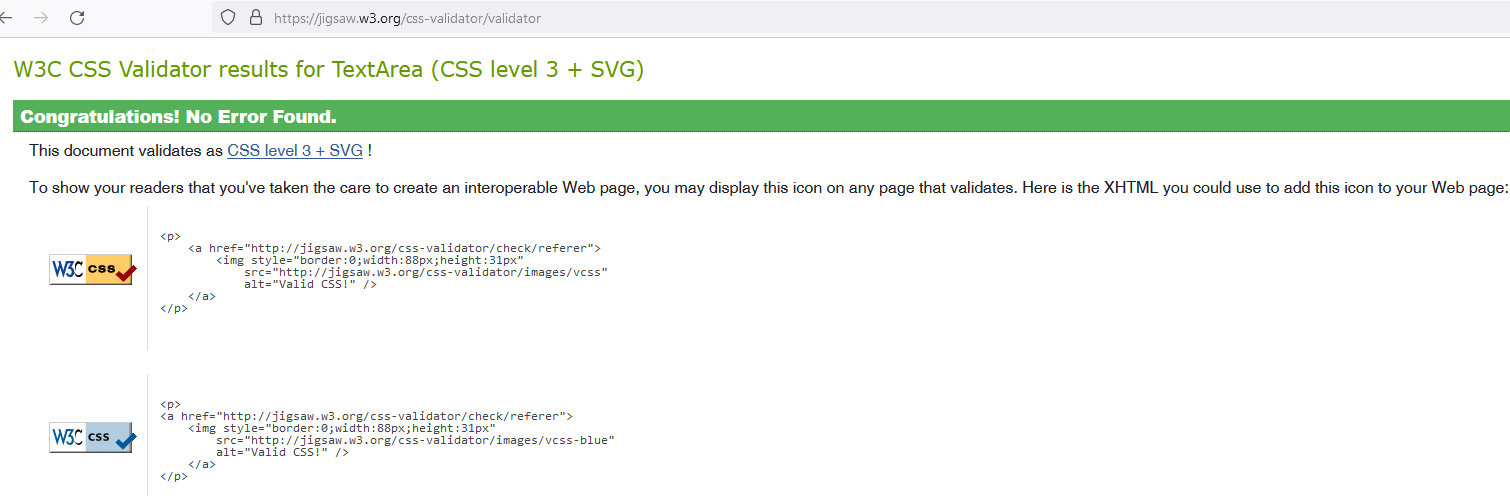 https://jigsaw.w3.org/css-validator/validator
W3C CSS Validator results for TextArea (CSS level 3 + SVG)
Congratulations! No Error Found.
This document validates as CSS level 3 + SVG !
To show your readers that you've taken the care to create an interoperable Web page, you may display this icon on any page that validates. Here is the XHTML you could use to add this icon to your Web page:
W3C css
<p>
    <a href="http://jigsaw.w3.org/css-validator/check/referer">
        <img style="border:0;width:88px;height:31px"
            src="http://jigsaw.w3.org/css-validator/images/vcss"
            alt="Valid CSS!" />
    </a>
</p>
W3C css
<p>
<a href="http://jigsaw.w3.org/css-validator/check/referer">
    <img style="border:0;width:88px;height:31px"
        src="http://jigsaw.w3.org/css-validator/images/vcss-blue"
        alt="Valid CSS!" />
    </a>
</p>